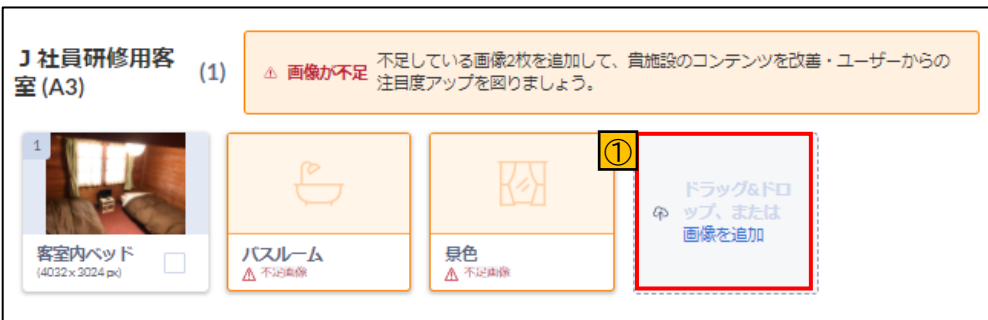 J 社員研修用客
室 (A3)
(1)
画像が不足
不足している画像2枚を追加して、貴施設のコンテンツを改善・ユーザーからの
注目度アップを図りましょう。
1
客室内ベッド
(4032 x 3024 px)
バスルーム
不足画像
景色
不足画像
①
ドラッグ&ドロ
ップ、または
画像を追加